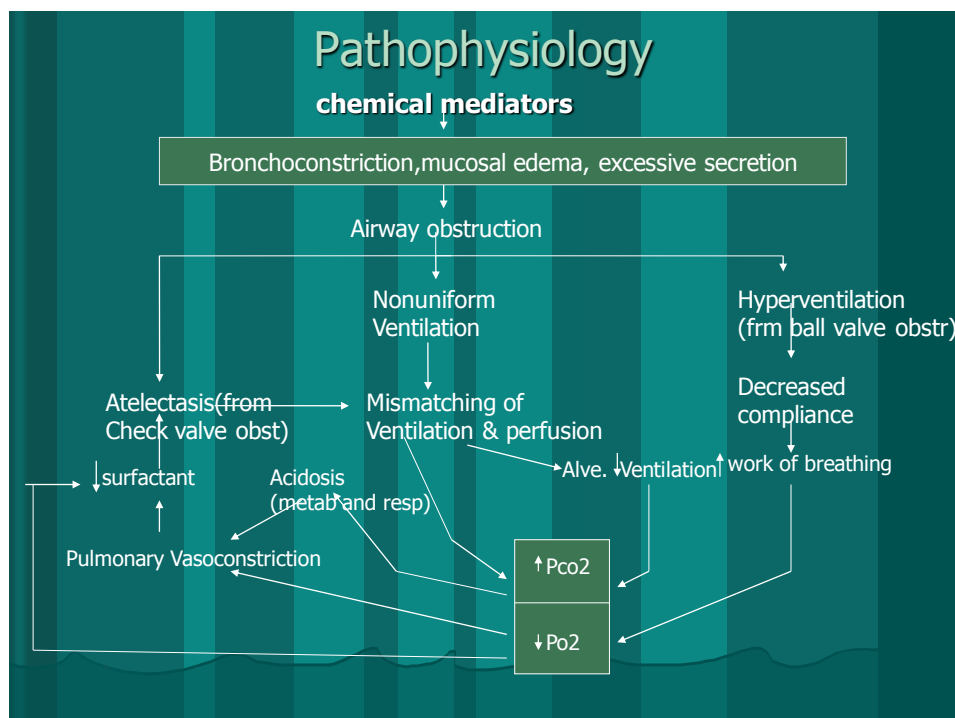 Pathophysiology
chemical mediators
Bronchoconstriction,mucosal edema, excessive secretion
Airway obstruction
Nonuniform
Ventilation
Hyperventilation
(frm ball valve obstr)
Atelectasis(from
Check valve obst)
Mismatching of
Ventilation & perfusion
Decreased
compliance
↓surfactant
Acidosis
(metab and resp)
Alve.↓Ventilation
↑work of breathing
Pulmonary Vasoconstriction
↑Pco2
↓Po2